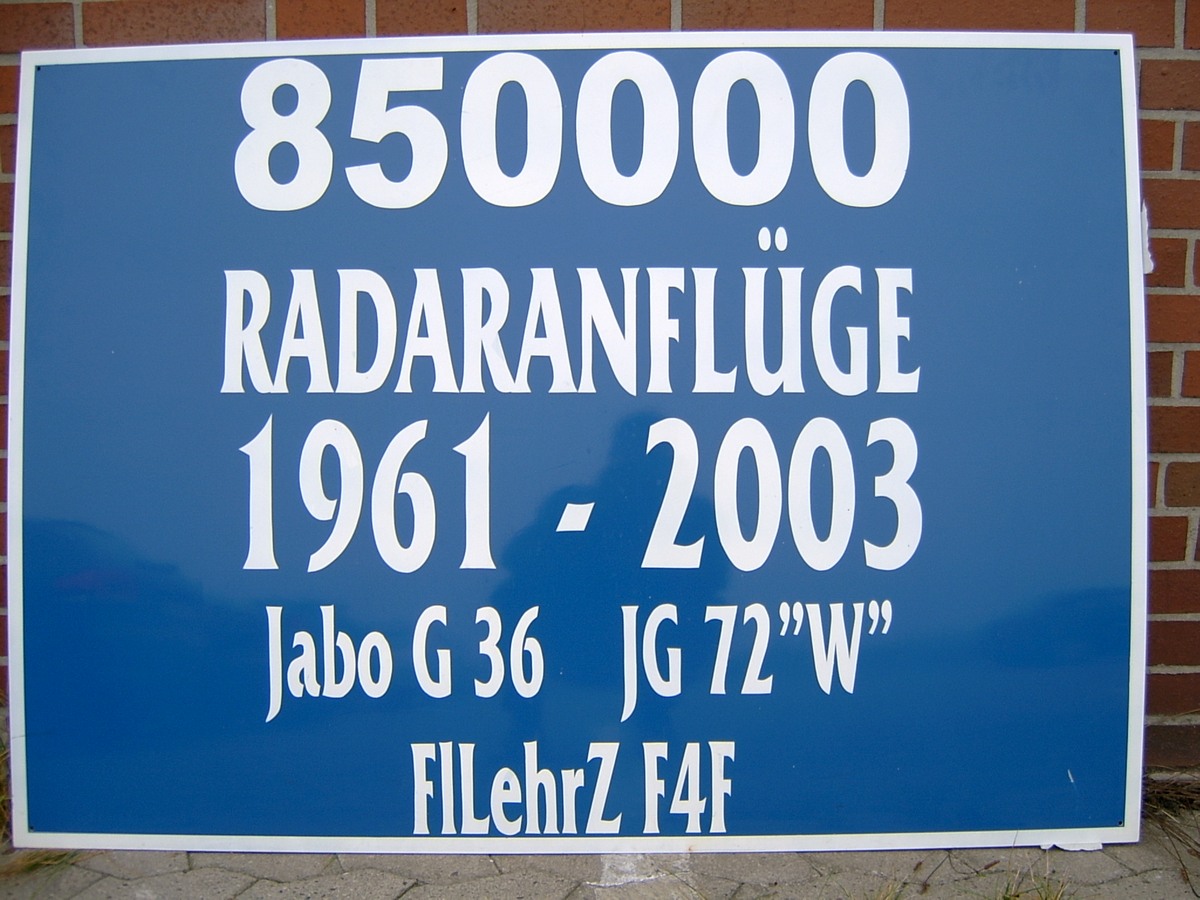 850000
RADARANFLÜGE
1961 - 2003
Jabo G 36 JG 72"W"
FlLehrZ F4F